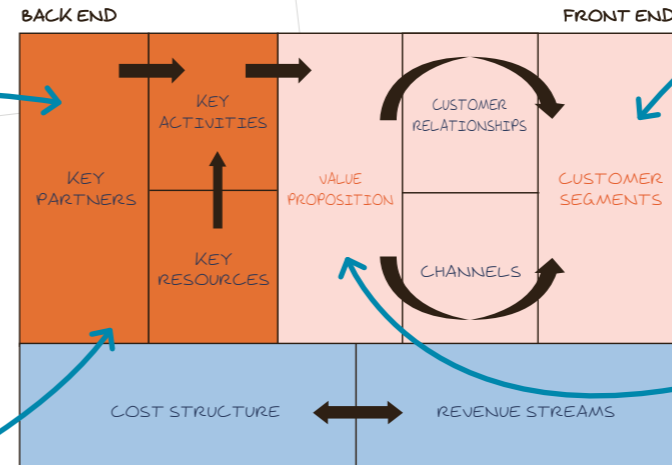 BACK END
FRONT END
KEY
PARTNERS
KEY
ACTIVITIES
KEY
RESOURCES
VALUE
PROPOSITION
CUSTOMER
RELATIONSHIPS
CHANNELS
CUSTOMER
SEGMENTS
COST STRUCTURE
REVENUE STREAMS